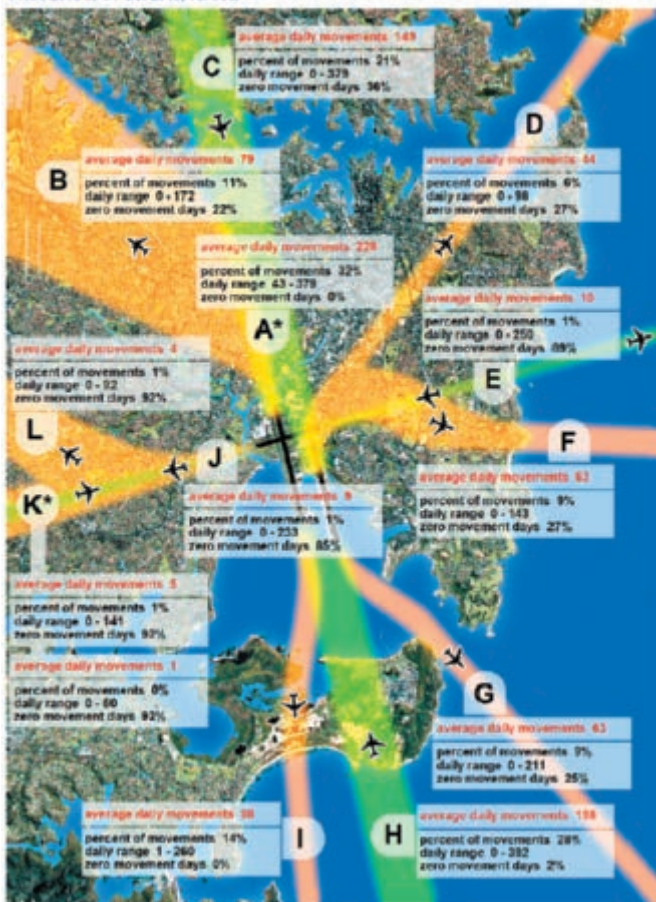 C
average daily movements 149
percent of movements 21%
daily range 0 - 379
zero movement days 36%
D
B
average daily movements 79
percent of movements 11%
daily range 0 - 172
zero movement days 22%
average daily movements 44
percent of movements 6%
daily range 0 - 98
zero movement days 27%
average daily movements
percent of movements 32%
daily range 43 - 379
zero movement days 0%
A*
average daily movements 10
percent of movements 1%
daily range 0 - 250
zero movement days 89%
E
average daily movements 4
percent of movements 1%
daily range 0 - 92
zero movement days 92%
L
J
F
K*
average daily movements 9
percent of movements 1%
daily range 0 - 233
zero movement days 85%
average daily movements 63
percent of movements 9%
daily range 0 - 143
zero movement days 27%
average daily movements 5
percent of movements 1%
daily range 0 - 141
zero movement days 92%
average daily movements 1
percent of movements 0%
daily range 0 - 60
zero movement days 92%
G
average daily movements 63
percent of movements 9%
daily range 0 - 211
zero movement days 25%
average daily movements
percent of movements 14%
daily range 1 - 260
zero movement days 0%
I
H
average daily movements
percent of movements 28%
daily range 0 - 382
zero movement days 2%